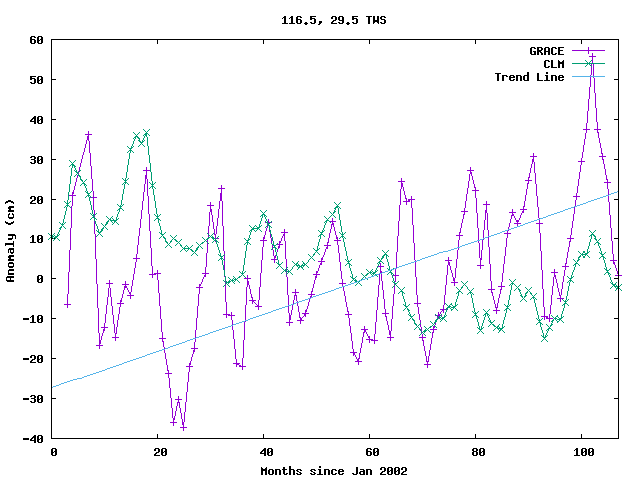 116.5, 29.5 TWS
GRACE
CLM
Trend Line
60
50
40
30
20
10
0
-10
-20
-30
-40
Anomaly (cm)
0 20 40 60 80 100
Months since Jan 2002